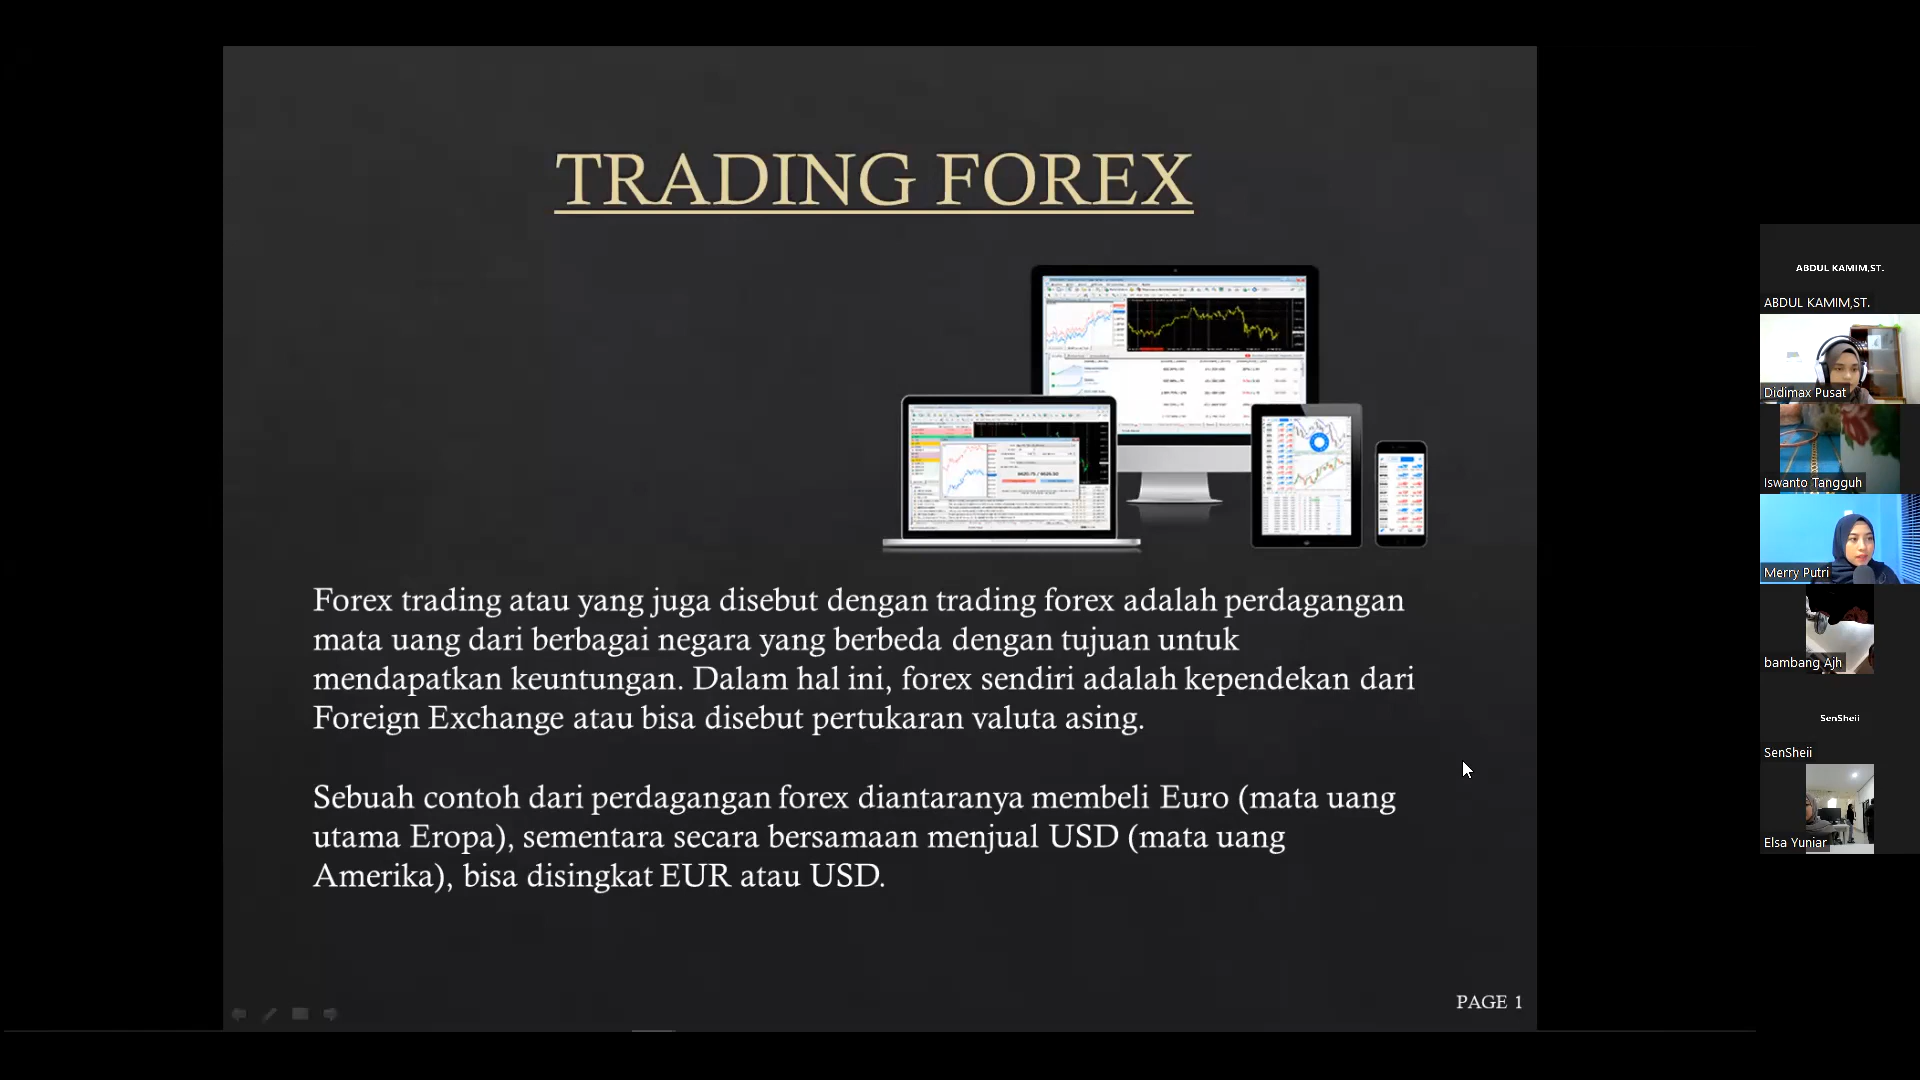 TRADING FOREX
Forex trading atau yang juga disebut dengan trading forex adalah perdagangan
mata uang dari berbagai negara yang berbeda dengan tujuan untuk
mendapatkan keuntungan. Dalam hal ini, forex sendiri adalah kependekan dari
Foreign Exchange atau bisa disebut pertukaran valuta asing.
Sebuah contoh dari perdagangan forex diantaranya membeli Euro (mata uang
utama Eropa), sementara secara bersamaan menjual USD (mata uang
Amerika), bisa disingkat EUR atau USD.
PAGE 1
ABDUL KAMIM,ST.
ABDUL KAMIM,ST.
Didimax Pusat
Iswanto Tangguh
Merry Putri
bambang Ajh
SenSheii
SenSheii
Elsa Yuniar